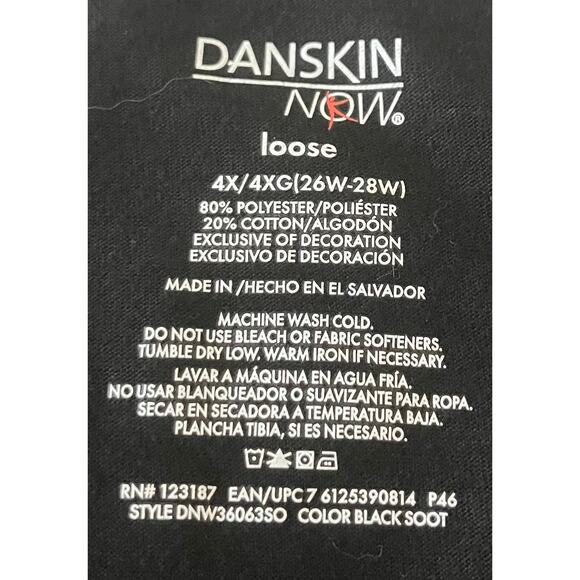 DANSKIN
NOW®
loose
4X/4XG(26W-28W)
80% POLYESTER/POLIÉSTER
20% COTTON/ALGODÓN
EXCLUSIVE OF DECORATION
EXCLUSIVO DE DECORACIÓN
MADE IN /HECHO EN EL SALVADOR
MACHINE WASH COLD.
DO NOT USE BLEACH OR FABRIC SOFTENERS.
TUMBLE DRY LOW. WARM IRON IF NECESSARY.
LAVAR A MÁQUINA EN AGUA FRÍA.
NO USAR BLANQUEADOR O SUAVIZANTE PARA ROPA.
SECAR EN SECADORA A TEMPERATURA BAJA.
PLANCHA TIBIA, SI ES NECESARIO.
RN# 123187 EAN/UPC 7 6125390814 P46
STYLE DNW36063SO COLOR BLACK SOOT